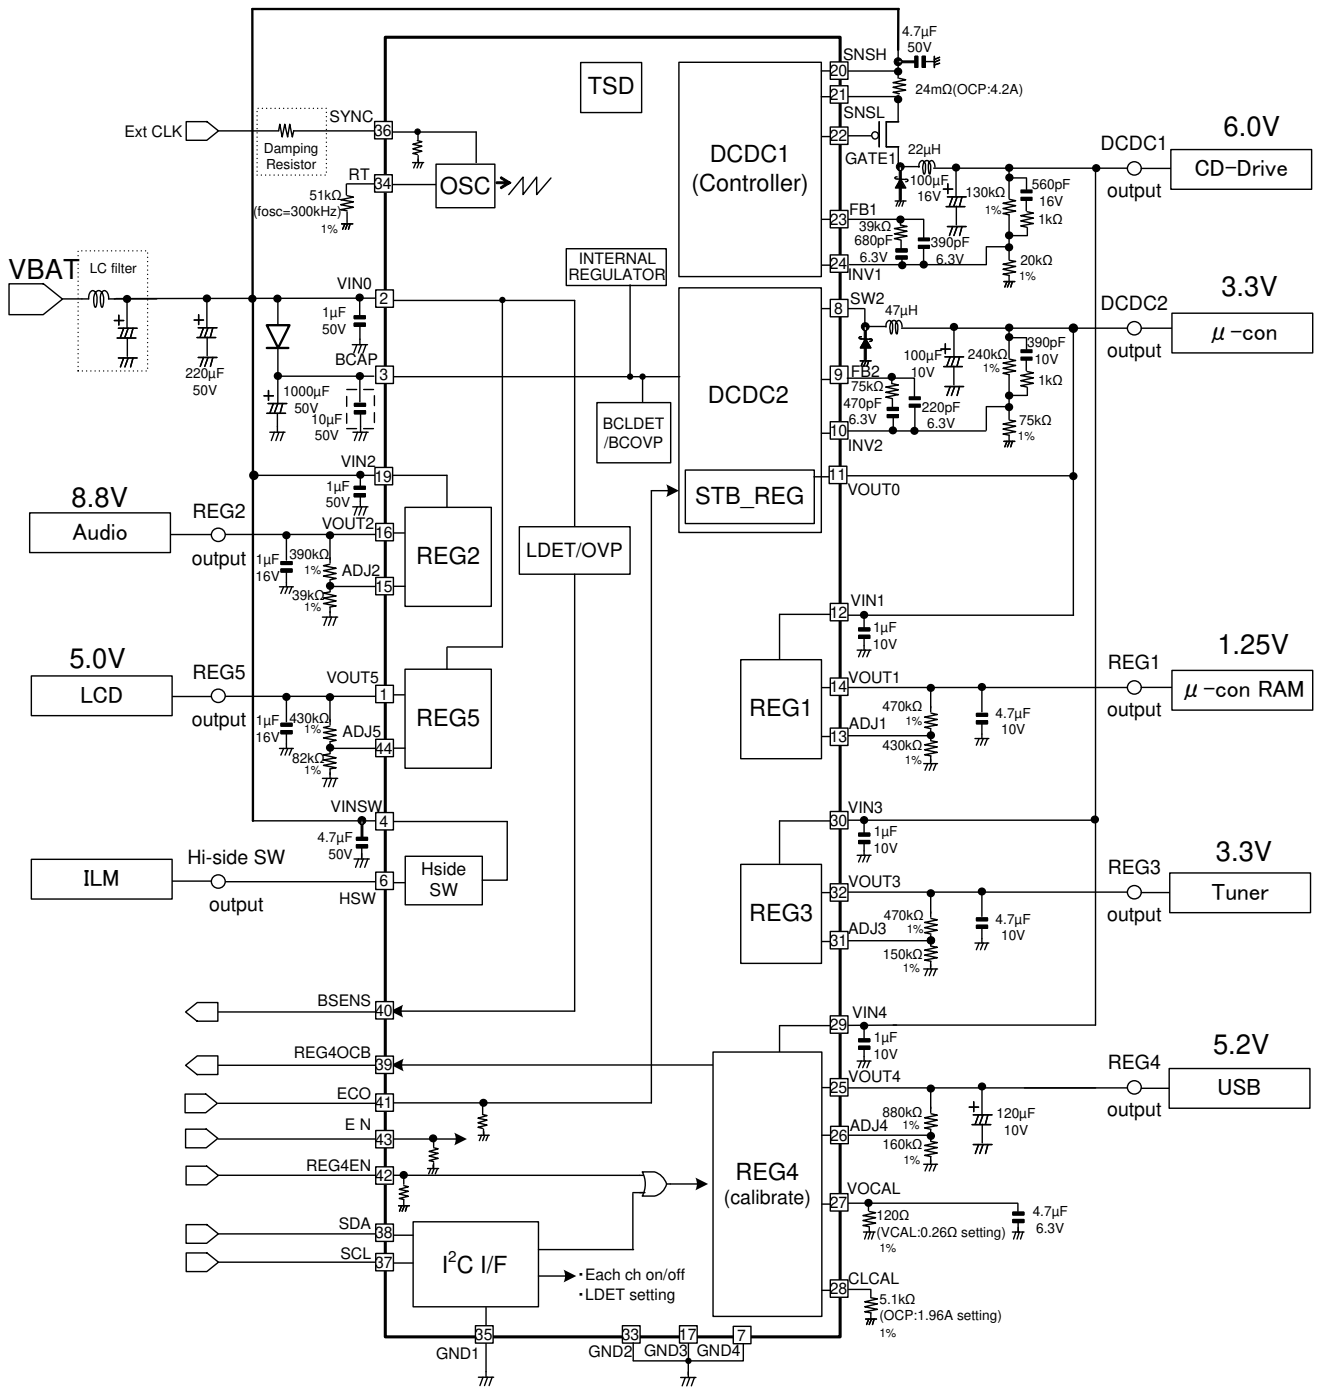 4.7μF
50V
SNSH
20
24mΩ(OCP:4.2A)
21
SNSL
22
GATE1
TSD
DCDC1
(Controller)
22μH
100μF
16V
130kΩ
1%
560pF
16V
1kΩ
DCDC1
output
6.0V
CD-Drive
23
FB1
39kΩ
680pF
6.3V
390pF
6.3V
20kΩ
1%
24
INV1
Ext CLK
Damping
Resistor
SYNC
36
RT
34
51kΩ
(fosc=300kHz)
1%
OSC
VBAT
LC filter
220μF
50V
VIN0
2
1μF
50V
BCAP
3
1000μF
50V
10μF
50V
INTERNAL
REGULATOR
BCLDET
/BCOVP
DCDC2
STB_REG
8
SW2
47μH
100μF
10V
240kΩ
1%
390pF
10V
1kΩ
DCDC2
output
3.3V
μ-con
9
FB2
75kΩ
470pF
6.3V
220pF
6.3V
75kΩ
1%
10
INV2
11
VOUT0
VIN2
19
1μF
50V
8.8V
Audio
REG2
output
VOUT2
16
1μF
16V
390kΩ
1%
ADJ2
15
39kΩ
1%
REG2
LDET/OVP
5.0V
LCD
REG5
output
VOUT5
1
1μF
16V
430kΩ
1%
ADJ5
44
82kΩ
1%
REG5
VINSW
4
4.7μF
50V
ILM
Hi-side SW
output
6
HSW
Hside
SW
12
VIN1
1μF
10V
REG1
14
VOUT1
470kΩ
1%
13
ADJ1
430kΩ
1%
4.7μF
10V
REG1
output
1.25V
μ-con RAM
30
VIN3
1μF
10V
REG3
32
VOUT3
470kΩ
1%
31
ADJ3
150kΩ
1%
4.7μF
10V
REG3
output
3.3V
Tuner
29
VIN4
1μF
10V
REG4
(calibrate)
25
VOUT4
880kΩ
1%
26
ADJ4
160kΩ
1%
120μF
10V
REG4
output
5.2V
USB
27
VOCAL
120Ω
(VCAL:0.26Ω setting)
1%
4.7μF
6.3V
28
CLCAL
5.1kΩ
(OCP:1.96A setting)
1%
BSENS
40
REG4OCB
39
ECO
41
E N
43
REG4EN
42
SDA
38
SCL
37
I²C I/F
・Each ch on/off
・LDET setting
35
GND1
33
GND2
17
GND3
7
GND4